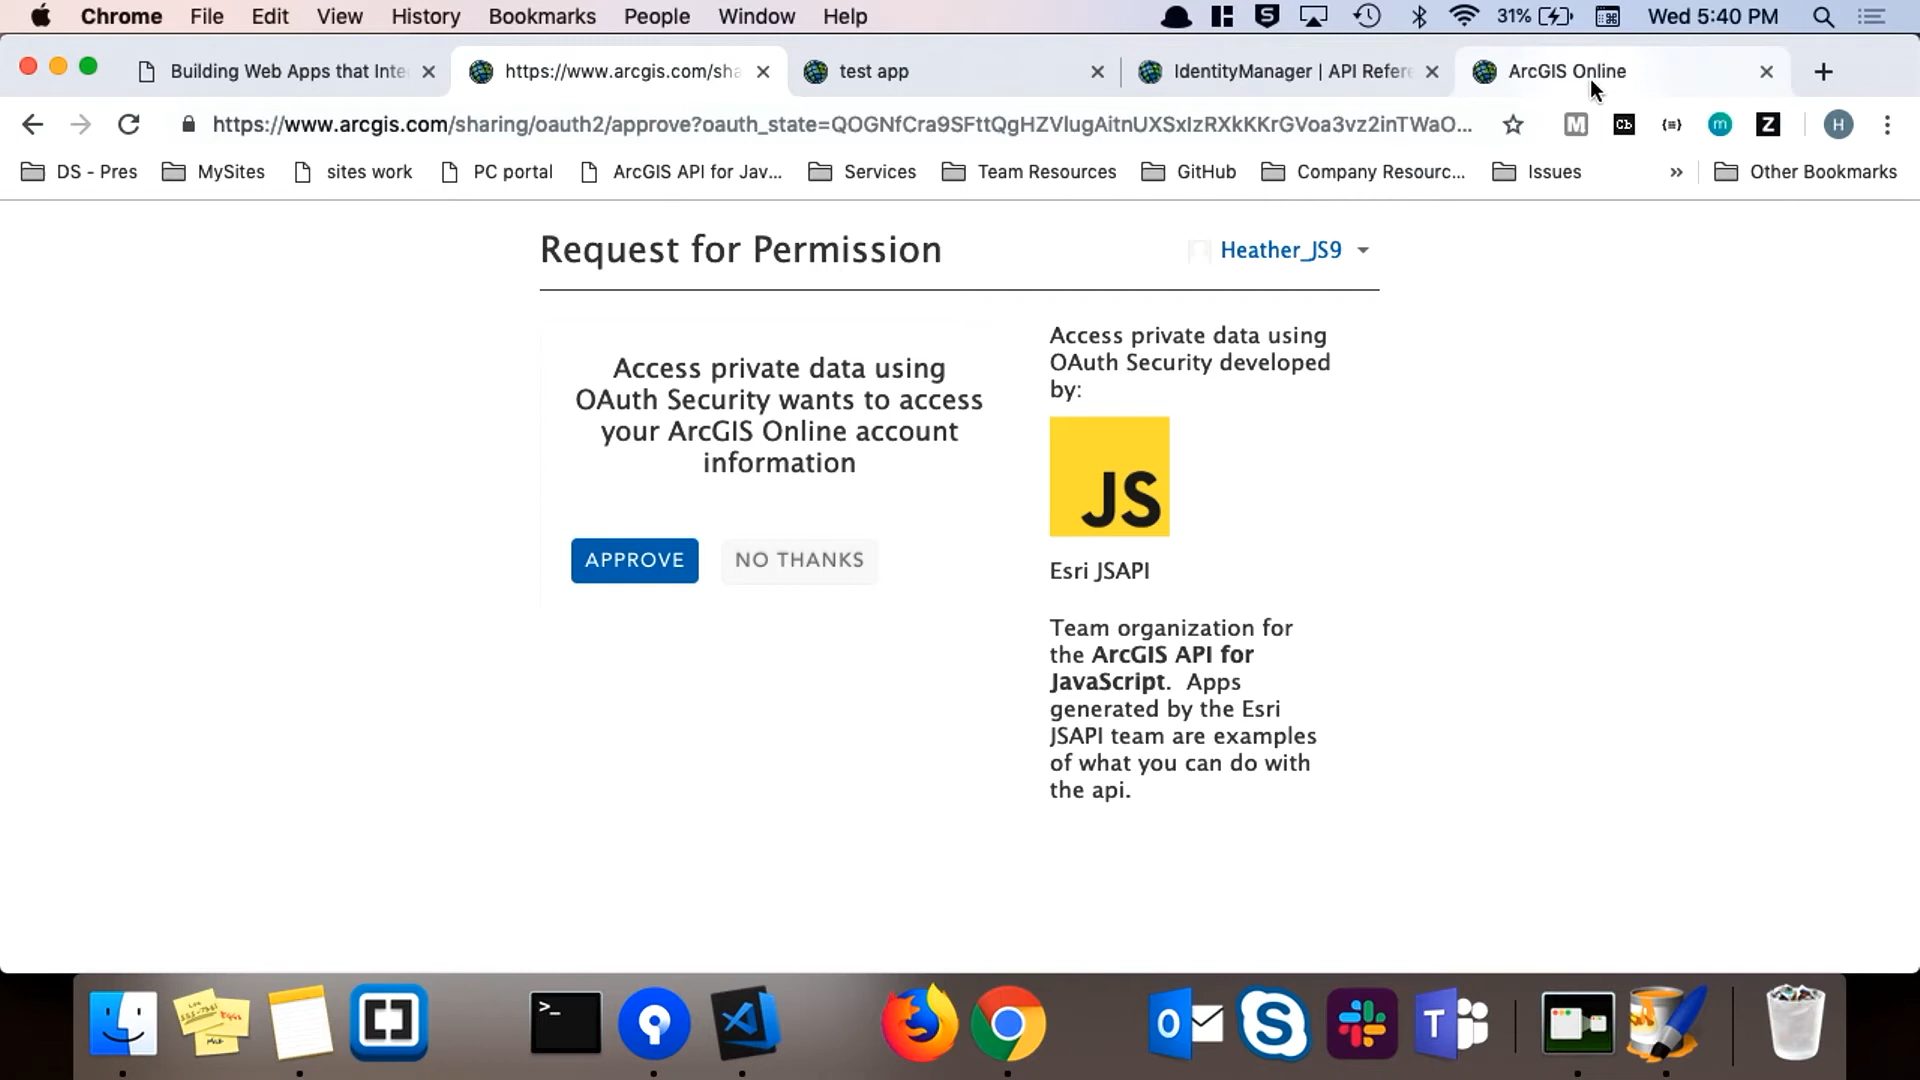 Chrome File Edit View History Bookmarks People Window Help 31% Wed 5:40 PM
Building Web Apps that Inte https://www.arcgis.com/sha test app IdentityManager | API Refere ArcGIS Online
https://www.arcgis.com/sharing/oauth2/approve?oauth_state=QOGNfCra9SFttQgHZVlugAitnUXSxIzRXkKKrGVoa3vz2inTWaO... M Cb {≡} m Z H
DS - Pres MySites sites work PC portal ArcGIS API for Jav... Services Team Resources GitHub Company Resourc... Issues » Other Bookmarks
Request for Permission Heather_JS9
Access private data using
OAuth Security wants to access
your ArcGIS Online account
information
APPROVE NO THANKS
Access private data using
OAuth Security developed
by:
JS
Esri JSAPI
Team organization for
the ArcGIS API for
JavaScript. Apps
generated by the Esri
JSAPI team are examples
of what you can do with
the api.